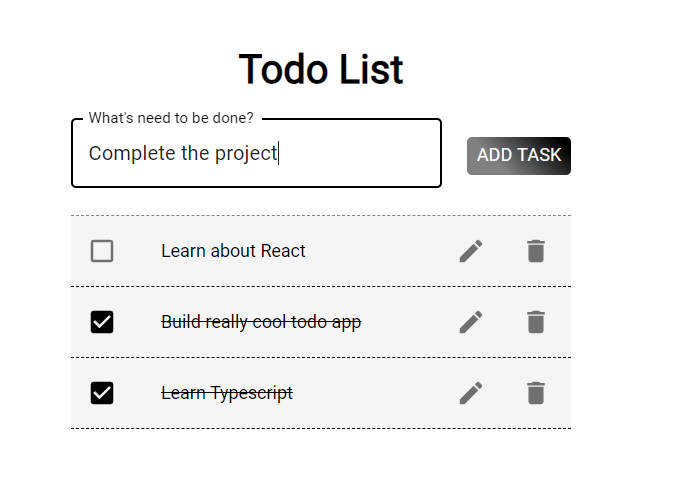 Todo List
What's need to be done?
Complete the project
ADD TASK
Learn about React
Build really cool todo app
Learn Typescript